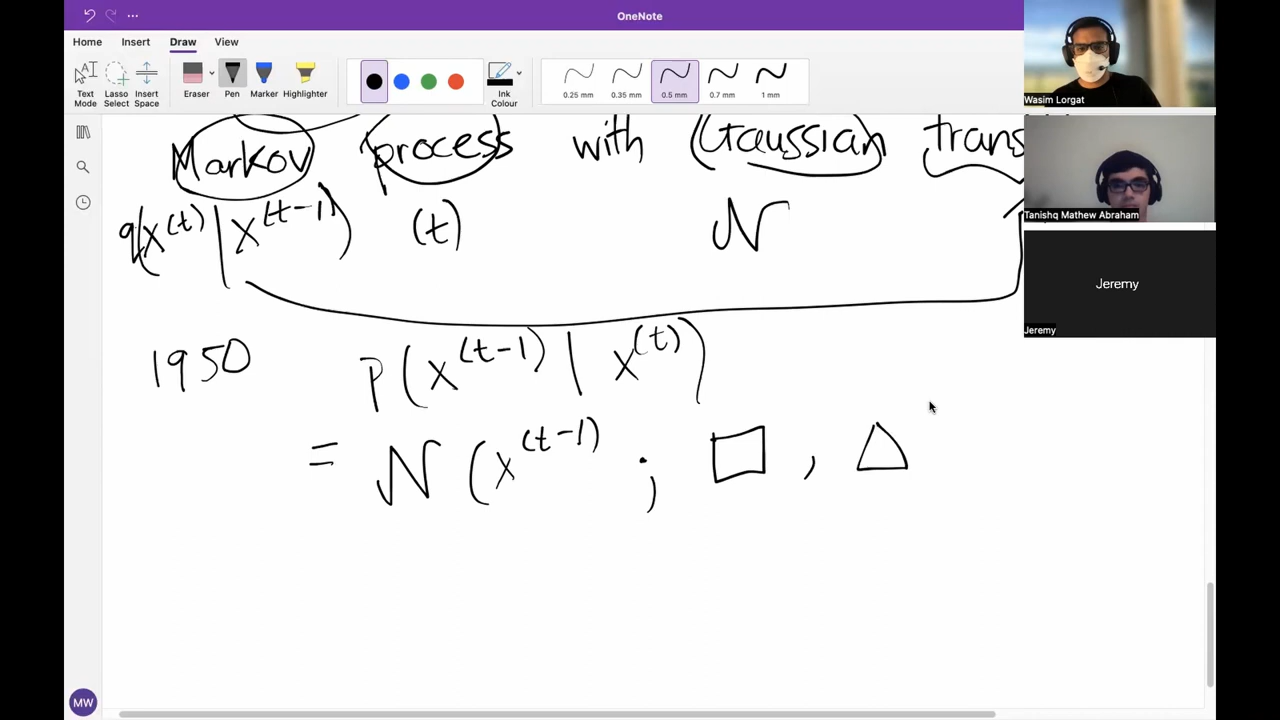 OneNote
Home Insert Draw View
Text Mode Lasso Select Insert Space Eraser Pen Marker Highlighter Ink Colour 0.25 mm 0.35 mm 0.5 mm 0.7 mm 1 mm
Wasim Lorgat
Tanishq Mathew Abraham
Jeremy
Jeremy
Markov process with Gaussian trans
q(x^(t) | x^(t-1)) (t) N
1950 P(x^(t-1) | x^(t))
= N(x^(t-1) ; □ , △
MW